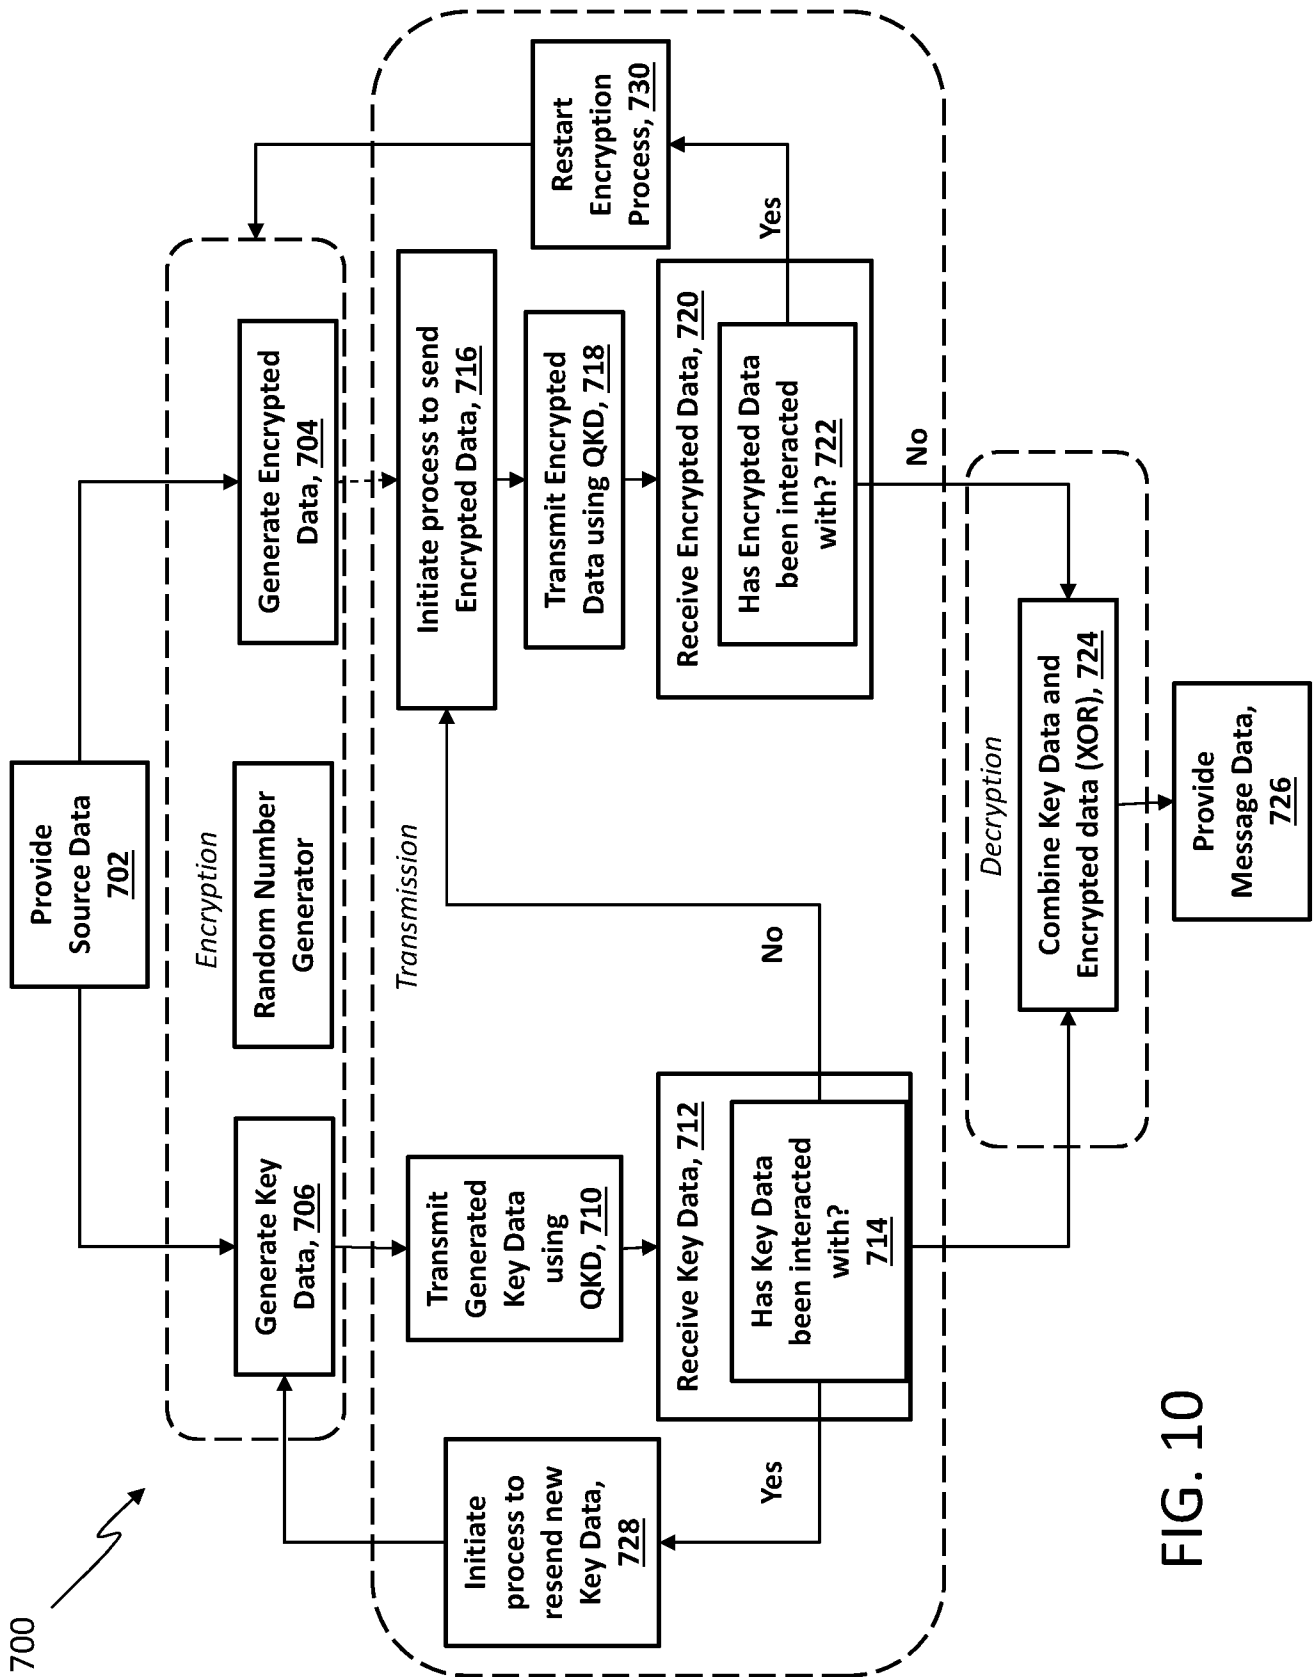 700
Provide
Source Data
702
Encryption
Generate Key
Data, 706
Random Number
Generator
Generate Encrypted
Data, 704
Transmission
Initiate
process to
resend new
Key Data,
728
Transmit
Generated
Key Data
using
QKD, 710
Initiate process to send
Encrypted Data, 716
Restart
Encryption
Process, 730
Transmit Encrypted
Data using QKD, 718
Receive Key Data, 712
Has Key Data
been interacted
with?
714
Yes
No
Receive Encrypted Data, 720
Has Encrypted Data
been interacted
with? 722
Yes
No
Decryption
Combine Key Data and
Encrypted data (XOR), 724
Provide
Message Data,
726
FIG. 10